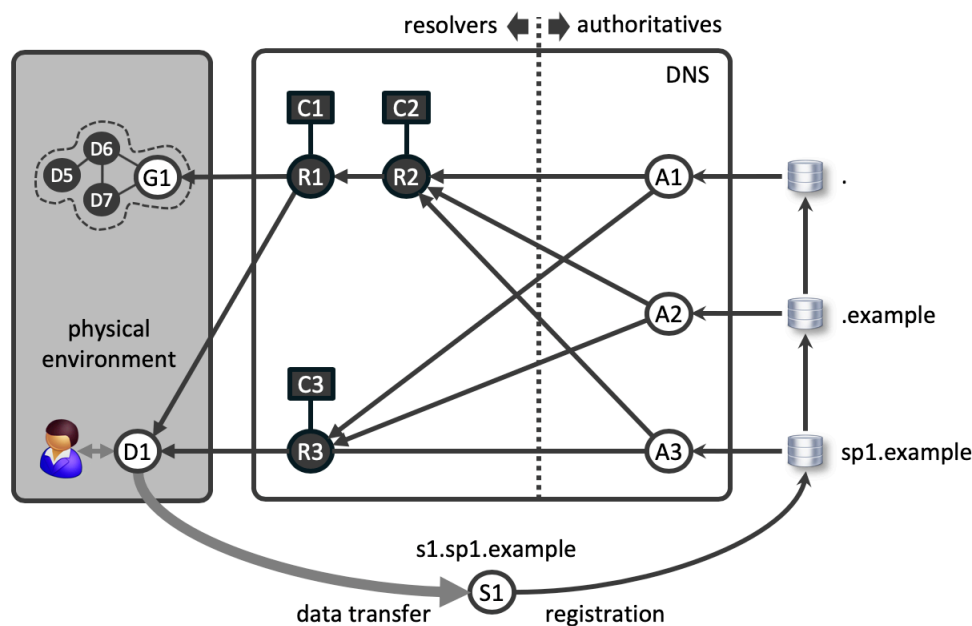 resolvers
authoritatives
DNS
C1
C2
D6
D5
G1
R1
R2
A1
.
D7
A2
.example
physical
environment
C3
D1
R3
A3
sp1.example
s1.sp1.example
S1
data transfer
registration